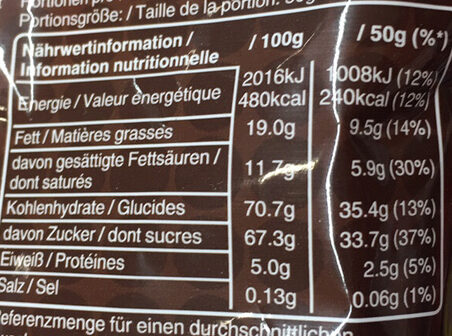 Portionsgröße: / Taille de la portion:
Nährwertinformation / / 100g / 50g (%*)
Information nutritionnelle
Energie / Valeur énergétique 2016kJ 1008kJ (12%)
480kcal 240kcal (12%)
Fett / Matières grasses 19.0g 9.5g (14%)
davon gesättigte Fettsäuren / 11.7g 5.9g (30%)
dont saturés
Kohlenhydrate / Glucides 70.7g 35.4g (13%)
davon Zucker / dont sucres 67.3g 33.7g (37%)
Eiweiß / Protéines 5.0g 2.5g (5%)
Salz / Sel 0.13g 0.06g (1%)
eferenzmenge für einen durchschnittlichen